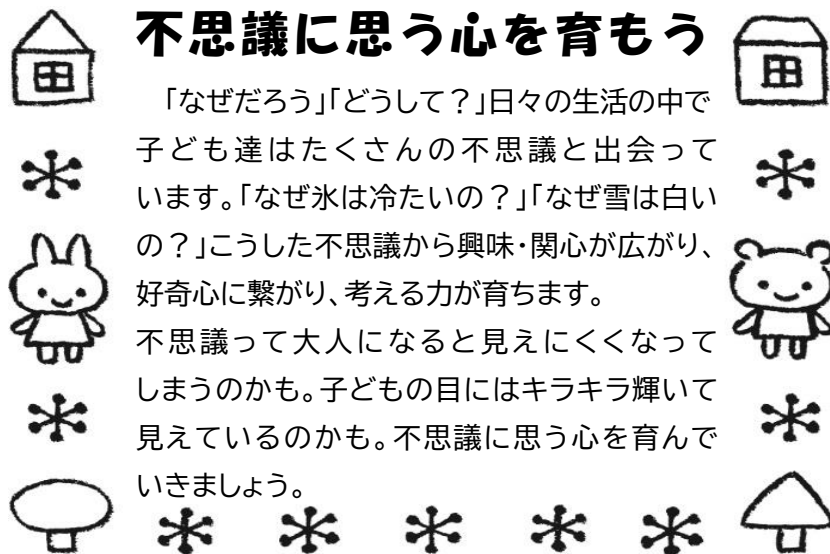 不思議に思う心を育もう
「なぜだろう」「どうして？」日々の生活の中で
子ども達はたくさんの不思議と出会って
います。「なぜ氷は冷たいの？」「なぜ雪は白い
の？」こうした不思議から興味・関心が広がり、
好奇心に繋がり、考える力が育ちます。
不思議って大人になると見えにくくなって
しまうのかも。子どもの目にはキラキラ輝いて
見えているのかも。不思議に思う心を育んで
いきましょう。